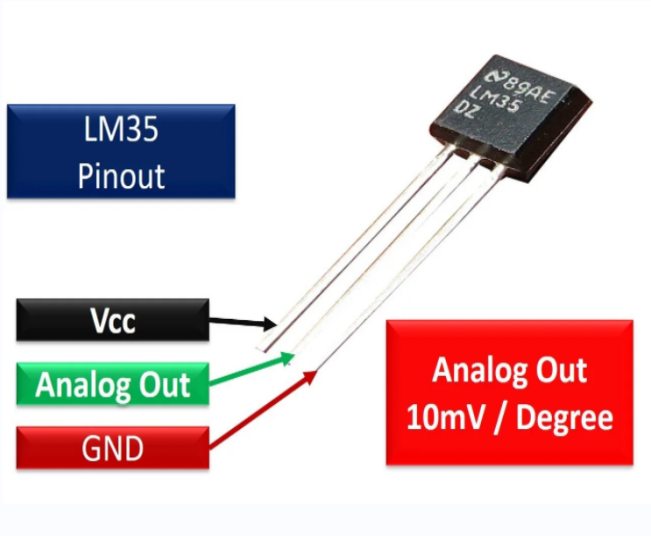 LM35
Pinout
89AE
LM35
DZ
Vcc
Analog Out
GND
Analog Out
10mV / Degree